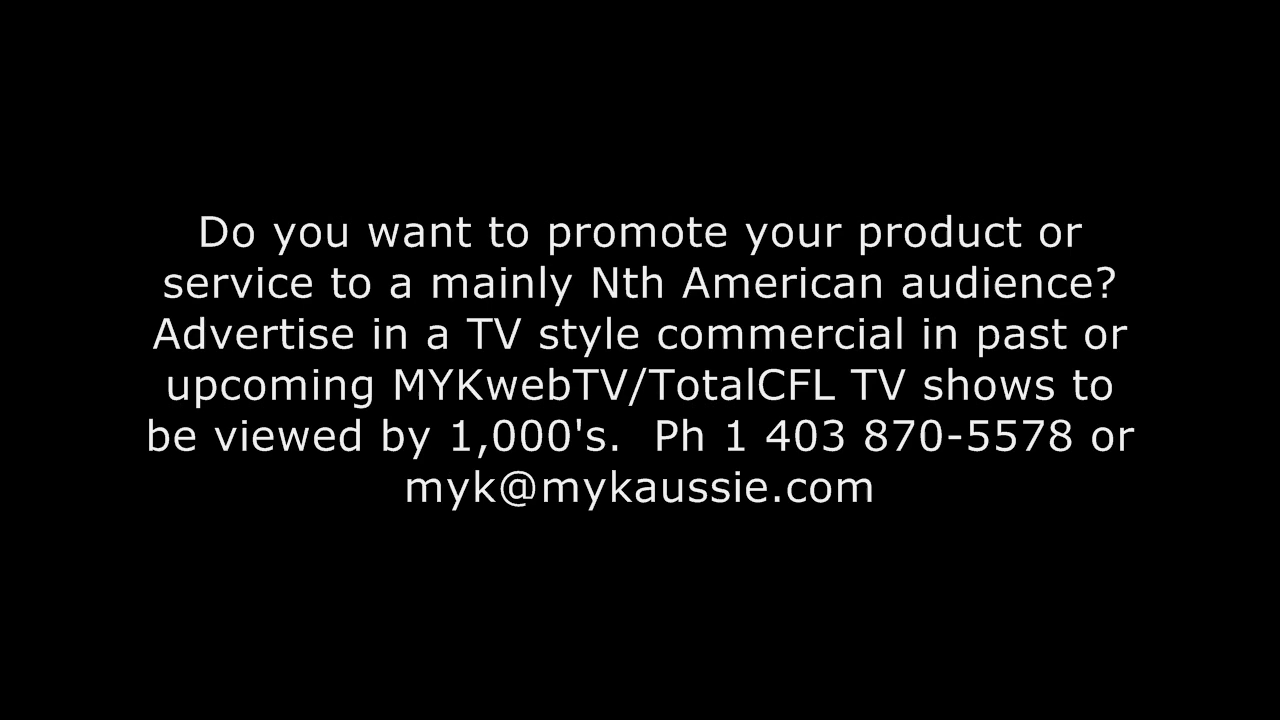 Do you want to promote your product or
service to a mainly Nth American audience?
Advertise in a TV style commercial in past or
upcoming MYKwebTV/TotalCFL TV shows to
be viewed by 1,000's.  Ph 1 403 870-5578 or
myk@mykaussie.com